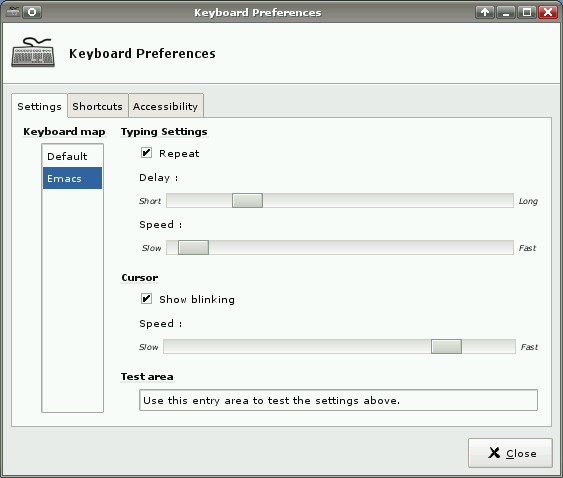 Keyboard Preferences
Keyboard Preferences
Settings Shortcuts Accessibility
Keyboard map
Default
Emacs
Typing Settings
Repeat
Delay :
Short Long
Speed :
Slow Fast
Cursor
Show blinking
Speed :
Slow Fast
Test area
Use this entry area to test the settings above.
Close